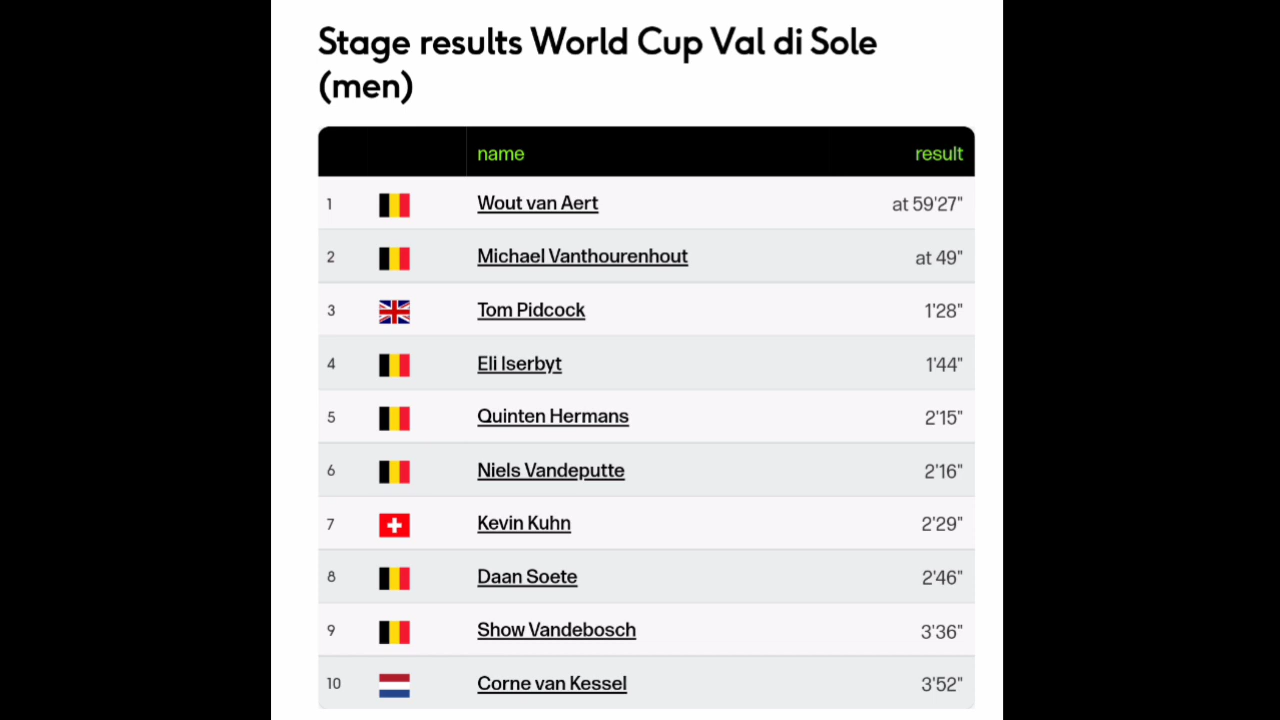 Stage results World Cup Val di Sole
(men)
name result
1 Wout van Aert at 59'27"
2 Michael Vanthourenhout at 49"
3 Tom Pidcock 1'28"
4 Eli Iserbyt 1'44"
5 Quinten Hermans 2'15"
6 Niels Vandeputte 2'16"
7 Kevin Kuhn 2'29"
8 Daan Soete 2'46"
9 Show Vandebosch 3'36"
10 Corne van Kessel 3'52"